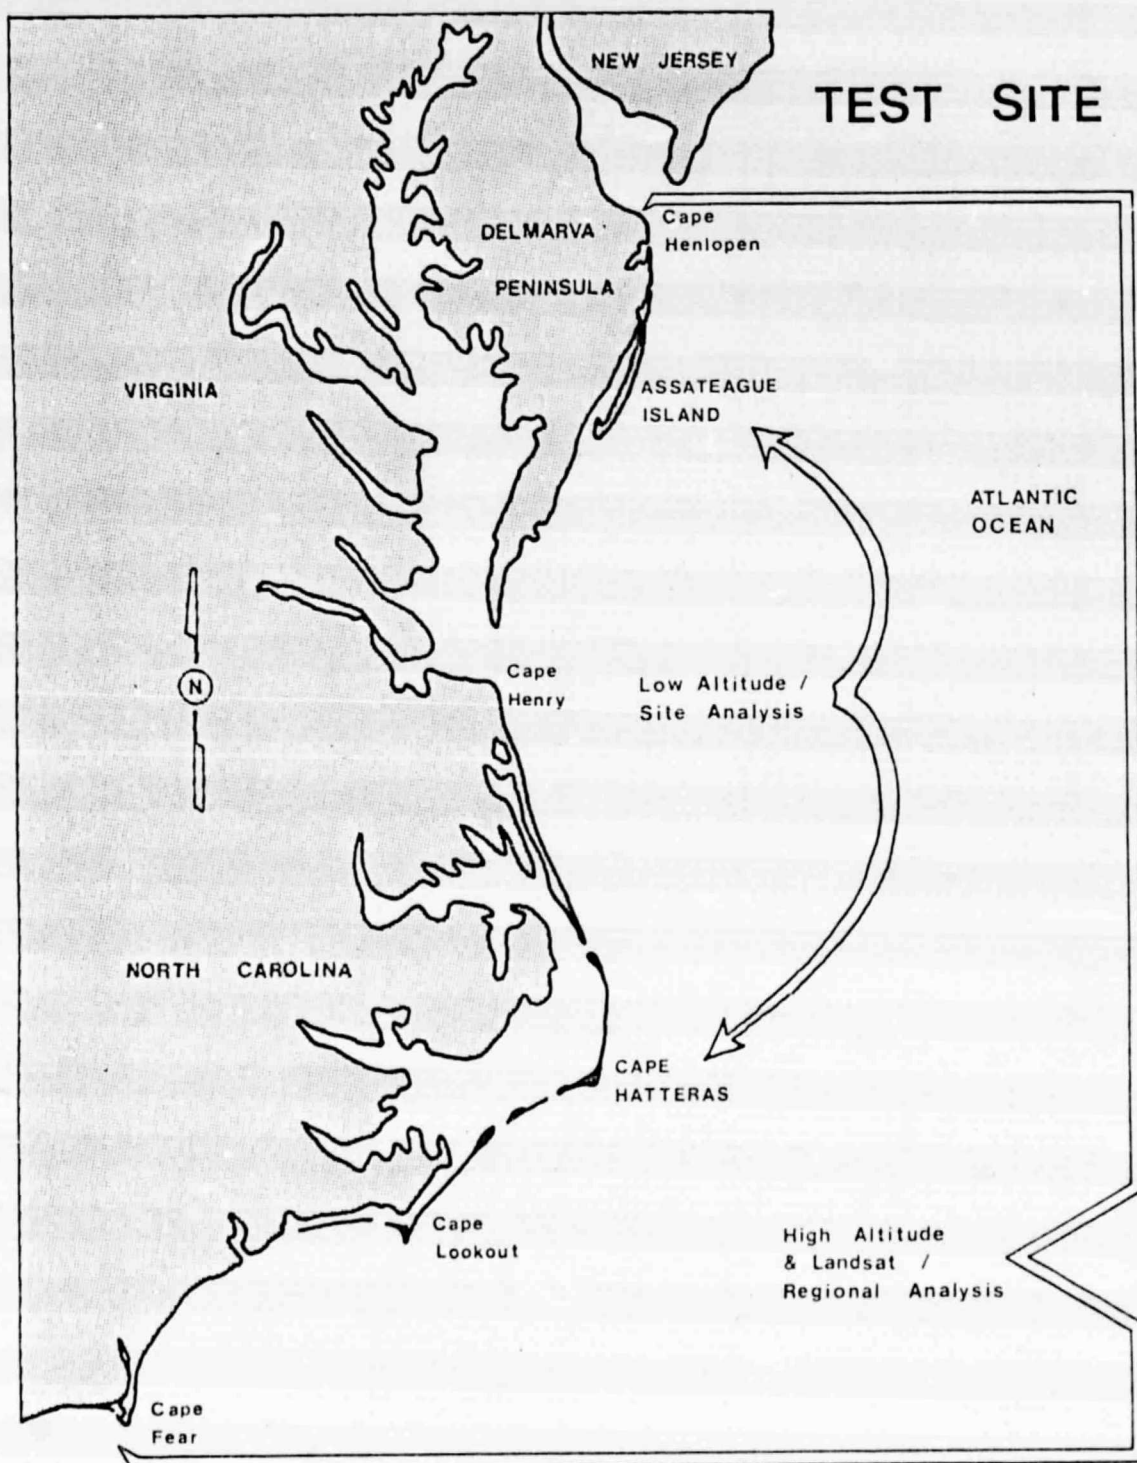 NEW JERSEY
TEST SITE
Cape
Henlopen
DELMARVA
PENINSULA
VIRGINIA
ASSATEAGUE
ISLAND
ATLANTIC
OCEAN
N
Cape
Henry
Low Altitude /
Site Analysis
NORTH CAROLINA
CAPE
HATTERAS
Cape
Lookout
High Altitude
& Landsat /
Regional Analysis
Cape
Fear